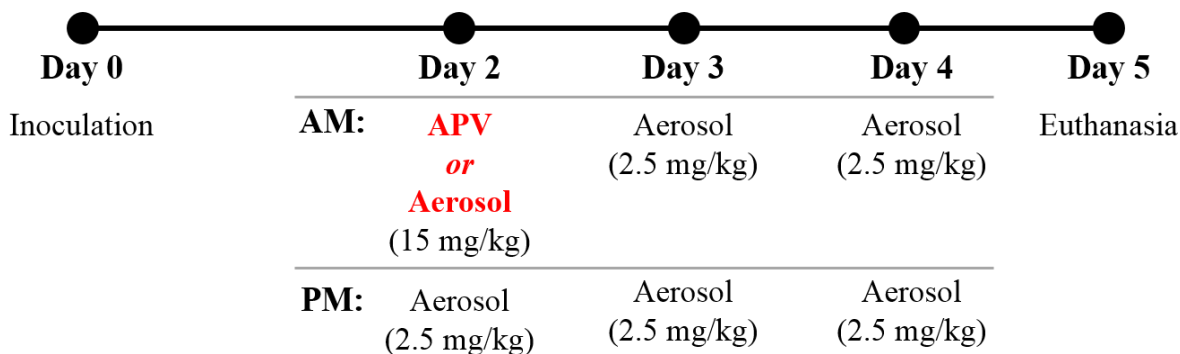 Day 0 Day 2 Day 3 Day 4 Day 5
Inoculation AM: APV Aerosol Aerosol Euthanasia
or (2.5 mg/kg) (2.5 mg/kg)
Aerosol
(15 mg/kg)
PM: Aerosol Aerosol Aerosol
(2.5 mg/kg) (2.5 mg/kg) (2.5 mg/kg)